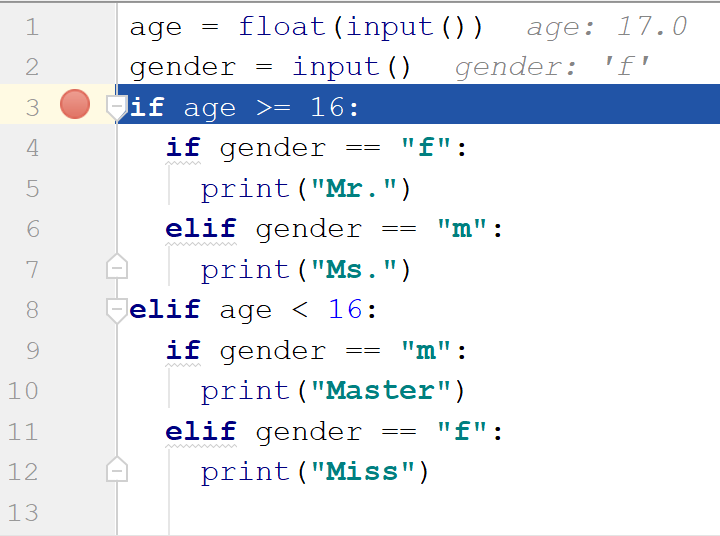 1 age = float(input()) age: 17.0
2 gender = input() gender: 'f'
3 if age >= 16:
4 if gender == "f":
5 print("Mr.")
6 elif gender == "m":
7 print("Ms.")
8 elif age < 16:
9 if gender == "m":
10 print("Master")
11 elif gender == "f":
12 print("Miss")
13